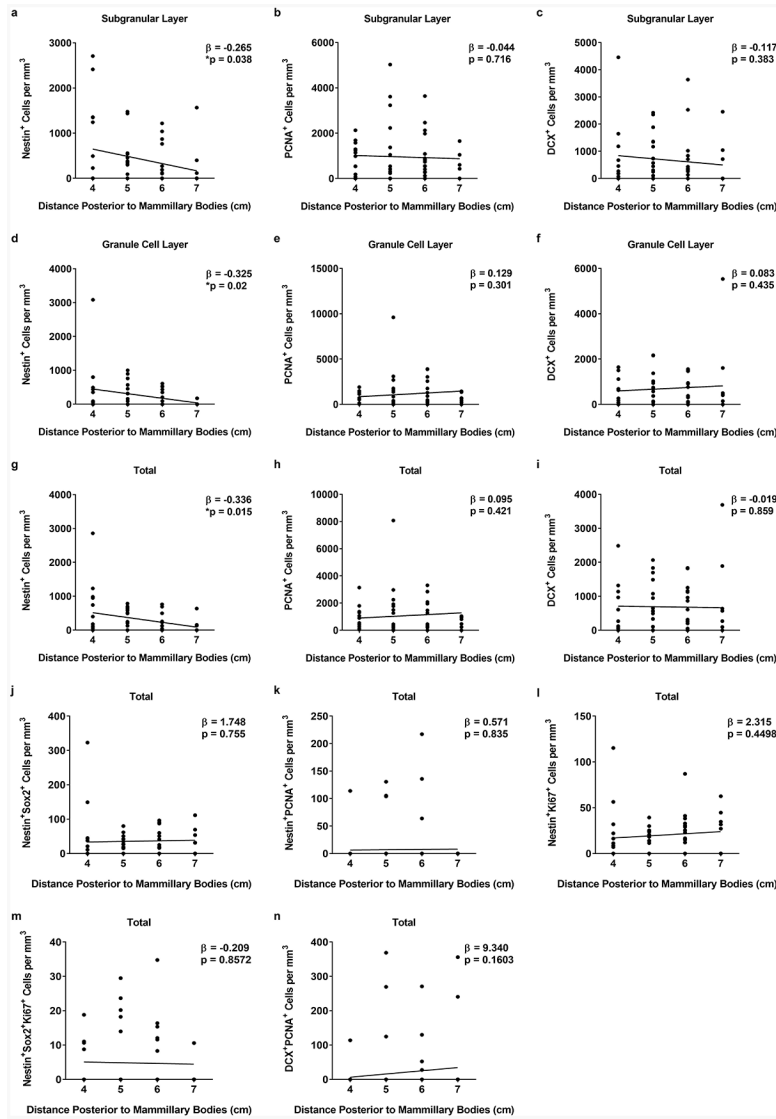 a
Subgranular Layer
β = -0.265
*p = 0.038
Nestin⁺ Cells per mm³
3000
2000
1000
0
4 5 6 7
Distance Posterior to Mammillary Bodies (cm)
b
Subgranular Layer
β = -0.044
p = 0.716
PCNA⁺ Cells per mm³
6000
4000
2000
0
4 5 6 7
Distance Posterior to Mammillary Bodies (cm)
c
Subgranular Layer
β = -0.117
p = 0.383
DCX⁺ Cells per mm³
5000
4000
3000
2000
1000
0
4 5 6 7
Distance Posterior to Mammillary Bodies (cm)
d
Granule Cell Layer
β = -0.325
*p = 0.02
Nestin⁺ Cells per mm³
4000
3000
2000
1000
0
4 5 6 7
Distance Posterior to Mammillary Bodies (cm)
e
Granule Cell Layer
β = 0.129
p = 0.301
PCNA⁺ Cells per mm³
15000
10000
5000
0
4 5 6 7
Distance Posterior to Mammillary Bodies (cm)
f
Granule Cell Layer
β = 0.083
p = 0.435
DCX⁺ Cells per mm³
6000
4000
2000
0
4 5 6 7
Distance Posterior to Mammillary Bodies (cm)
g
Total
β = -0.336
*p = 0.015
Nestin⁺ Cells per mm³
4000
3000
2000
1000
0
4 5 6 7
Distance Posterior to Mammillary Bodies (cm)
h
Total
β = 0.095
p = 0.421
PCNA⁺ Cells per mm³
10000
8000
6000
4000
2000
0
4 5 6 7
Distance Posterior to Mammillary Bodies (cm)
i
Total
β = -0.019
p = 0.859
DCX⁺ Cells per mm³
4000
3000
2000
1000
0
4 5 6 7
Distance Posterior to Mammillary Bodies (cm)
j
Total
β = 1.748
p = 0.755
Nestin⁺Sox2⁺ Cells per mm³
400
300
200
100
0
4 5 6 7
Distance Posterior to Mammillary Bodies (cm)
k
Total
β = 0.571
p = 0.835
Nestin⁺PCNA⁺ Cells per mm³
250
200
150
100
50
0
4 5 6 7
Distance Posterior to Mammillary Bodies (cm)
l
Total
β = 2.315
p = 0.4498
Nestin⁺Ki67⁺ Cells per mm³
150
100
50
0
4 5 6 7
Distance Posterior to Mammillary Bodies (cm)
m
Total
β = -0.209
p = 0.8572
Nestin⁺Sox2⁺Ki67⁺ Cells per mm³
40
30
20
10
0
4 5 6 7
Distance Posterior to Mammillary Bodies (cm)
n
Total
β = 9.340
p = 0.1603
DCX⁺PCNA⁺ Cells per mm³
400
300
200
100
0
4 5 6 7
Distance Posterior to Mammillary Bodies (cm)